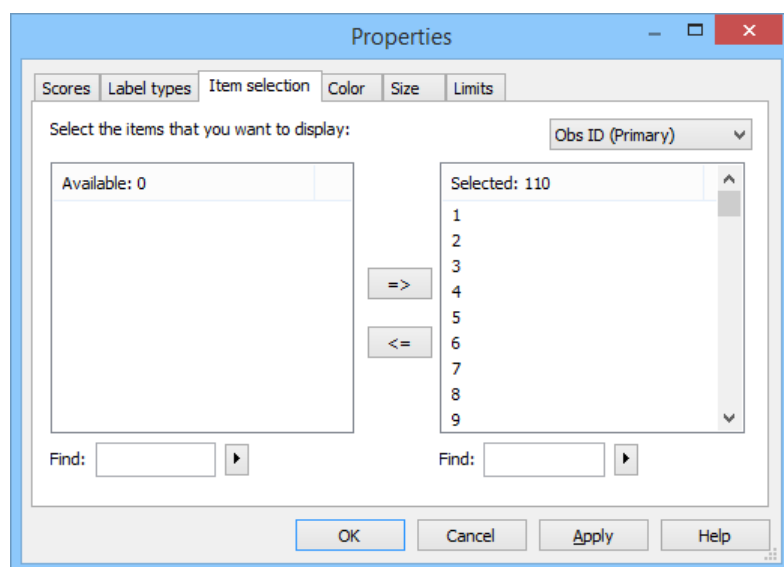 Properties
Scores Label types Item selection Color Size Limits
Select the items that you want to display:
Obs ID (Primary)
Available: 0
Selected: 110
1
2
3
4
5
6
7
8
9
=>
<=
Find:
Find:
OK Cancel Apply Help